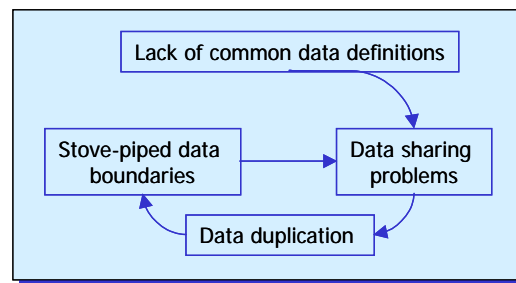 Lack of common data definitions
Stove-piped data
boundaries
Data sharing
problems
Data duplication